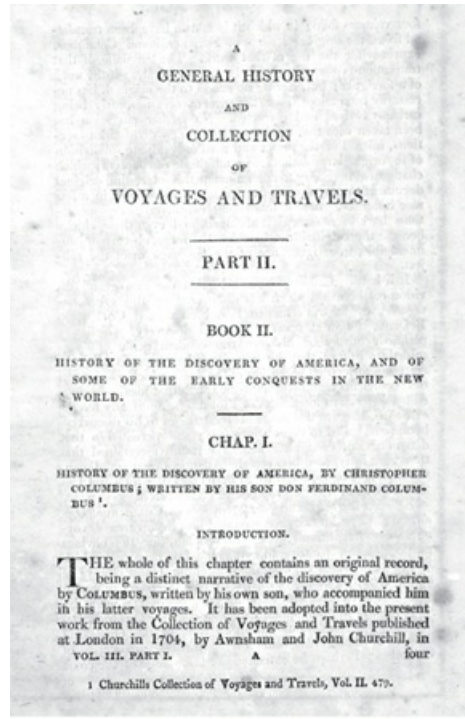 A
GENERAL HISTORY
AND
COLLECTION
OF
VOYAGES AND TRAVELS.
PART II.
BOOK II.
HISTORY OF THE DISCOVERY OF AMERICA, AND OF
SOME OF THE EARLY CONQUESTS IN THE NEW
WORLD.
CHAP. I.
HISTORY OF THE DISCOVERY OF AMERICA, BY CHRISTOPHER
COLUMBUS; WRITTEN BY HIS SON DON FERDINAND COLUM-
BUS ¹.
INTRODUCTION.
THE whole of this chapter contains an original record,
being a distinct narrative of the discovery of America
by COLUMBUS, written by his own son, who accompanied him
in his latter voyages. It has been adopted into the present
work from the Collection of Voyages and Travels published
at London in 1704, by Awnsham and John Churchill, in
VOL. III. PART I. A four
1 Churchills Collection of Voyages and Travels, Vol. II. 479.